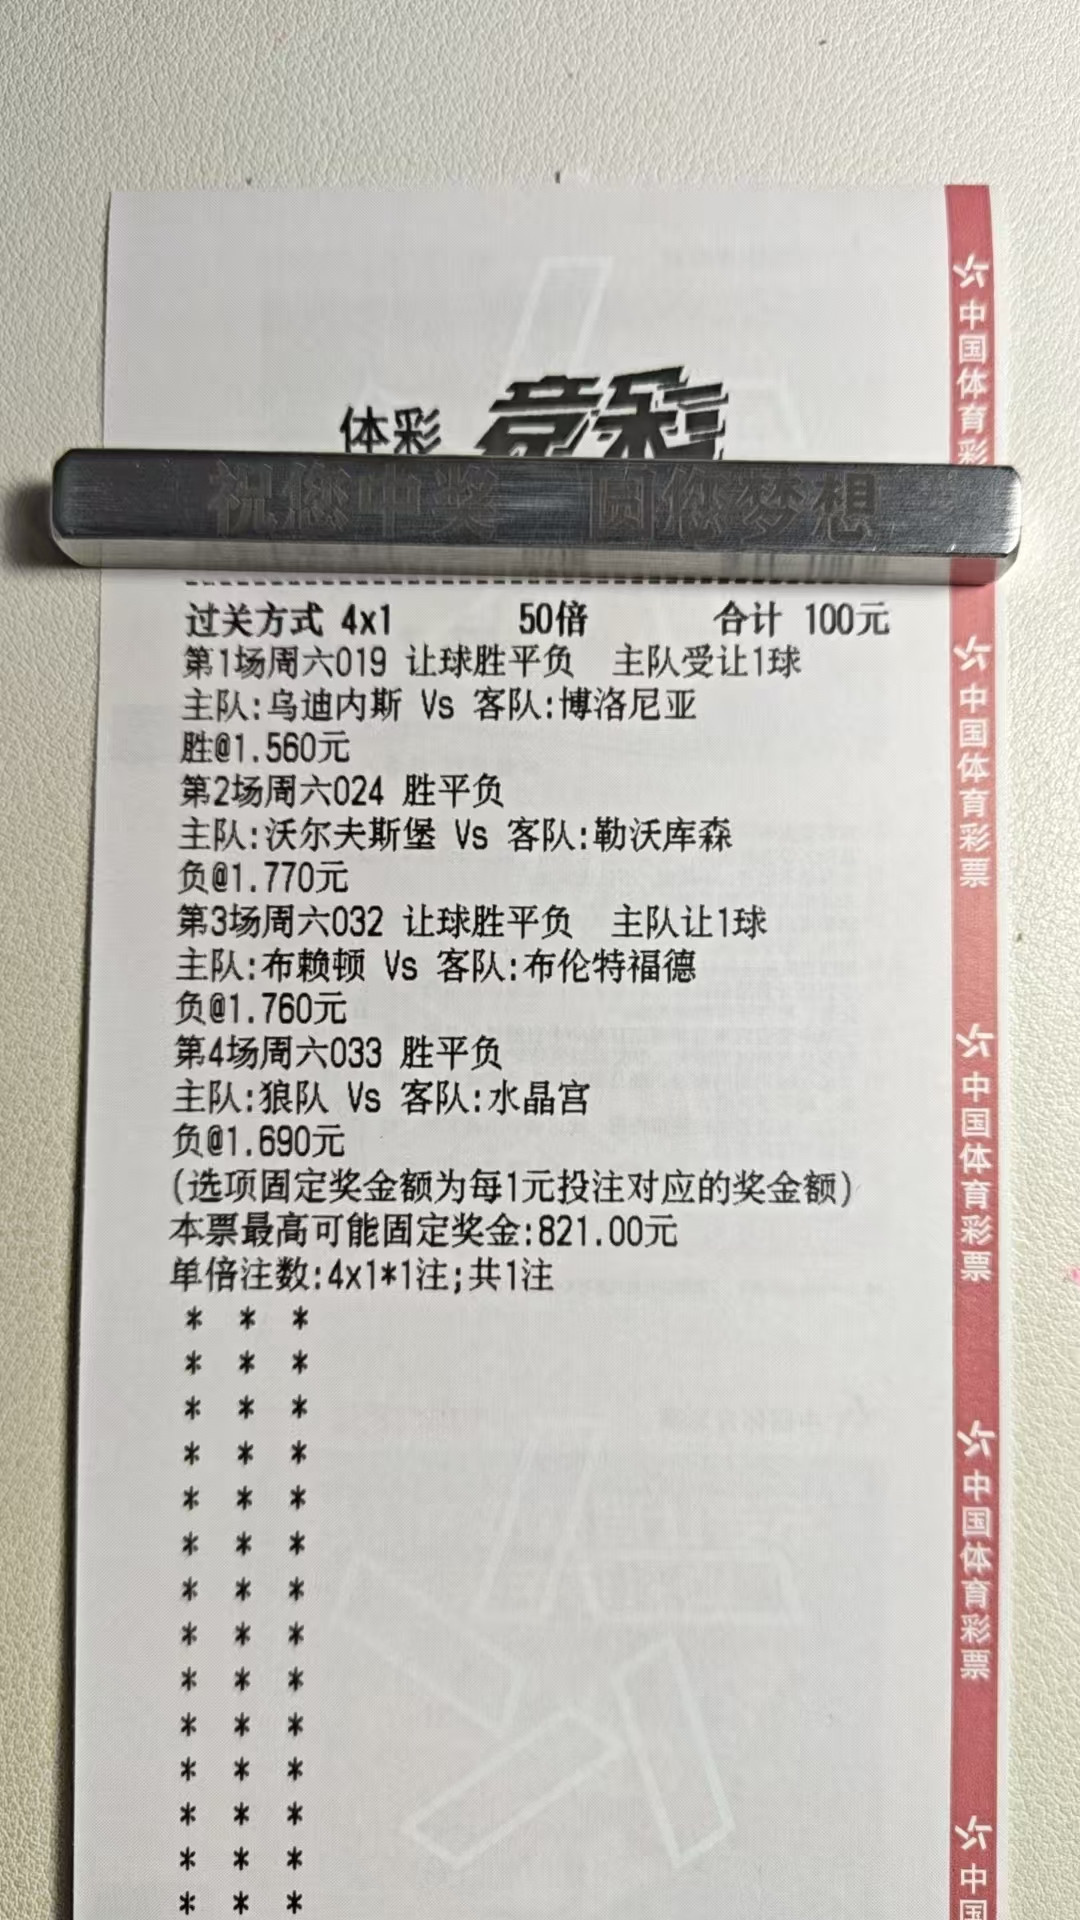 体彩 竞彩
祝您中奖 圆您梦想
过关方式 4x1 50倍 合计 100元
第1场周六019 让球胜平负 主队受让1球
主队:乌迪内斯 Vs 客队:博洛尼亚
胜@1.560元
第2场周六024 胜平负
主队:沃尔夫斯堡 Vs 客队:勒沃库森
负@1.770元
第3场周六032 让球胜平负 主队让1球
主队:布赖顿 Vs 客队:布伦特福德
负@1.760元
第4场周六033 胜平负
主队:狼队 Vs 客队:水晶宫
负@1.690元
(选项固定奖金额为每1元投注对应的奖金额)
本票最高可能固定奖金:821.00元
单倍注数:4x1*1注;共1注
* * *
* * *
* * *
* * *
* * *
* * *
* * *
* * *
* * *
* * *
* * *
* * *
* * *
* * *
中国体育彩
中国体育彩票
中国体育彩票
中国体育彩票
中国